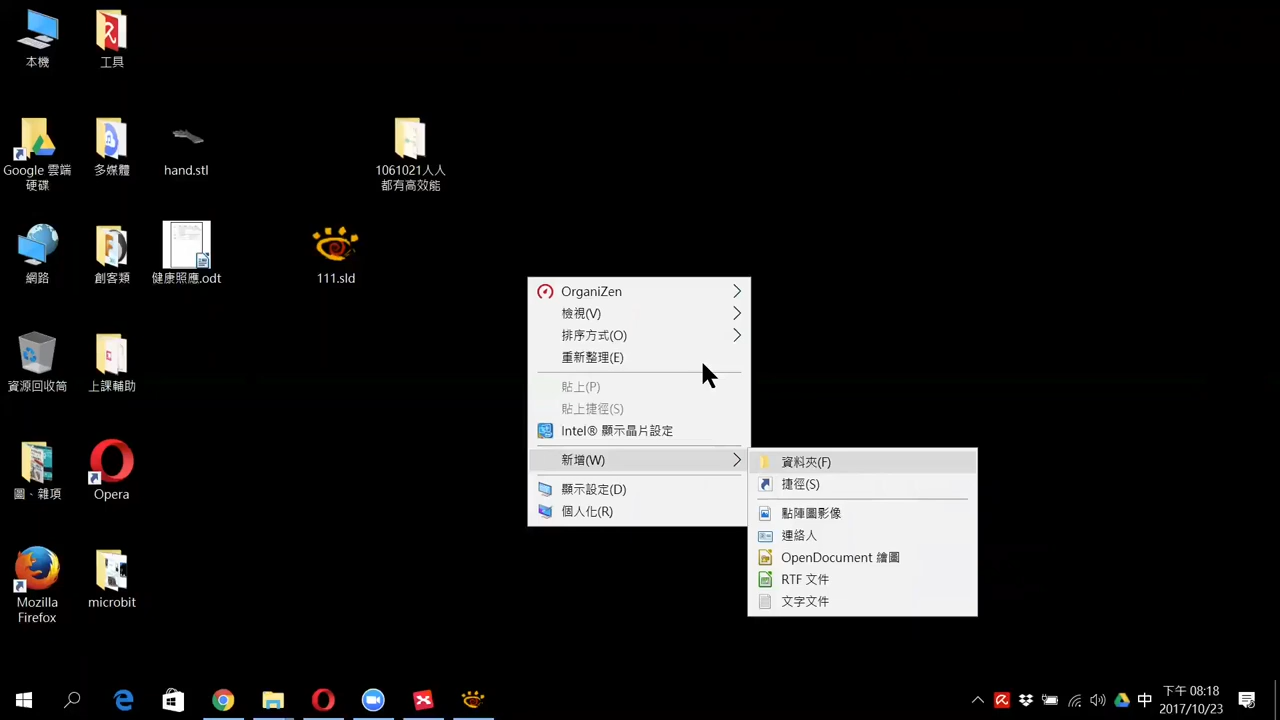 本機
工具
Google 雲端
硬碟
多媒體
hand.stl
1061021人人
都有高效能
網路
創客類
健康照應.odt
111.sld
資源回收筒
上課輔助
圖、雜項
Opera
Mozilla
Firefox
microbit
OrganiZen
檢視(V)
排序方式(O)
重新整理(E)
貼上(P)
貼上捷徑(S)
Intel® 顯示晶片設定
新增(W)
顯示設定(D)
個人化(R)
資料夾(F)
捷徑(S)
點陣圖影像
連絡人
OpenDocument 繪圖
RTF 文件
文字文件
中
下午 08:18
2017/10/23